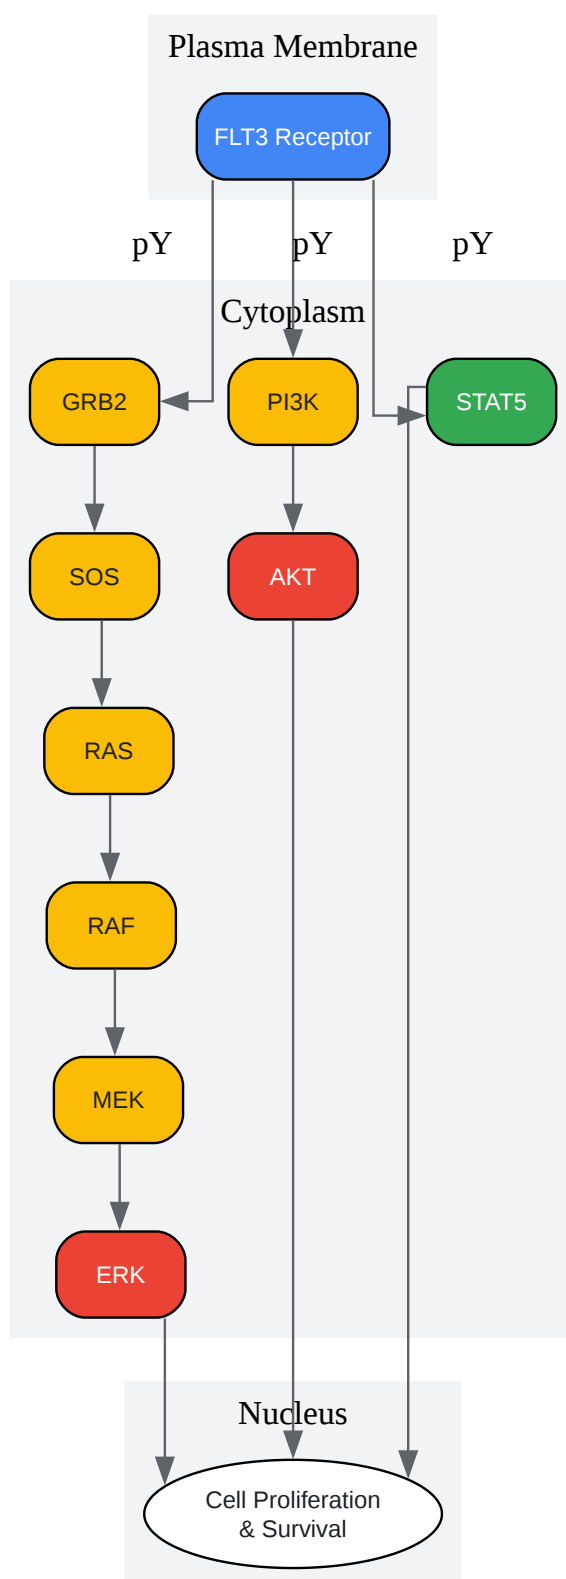 Plasma Membrane
FLT3 Receptor
pY
pY
pY
Cytoplasm
GRB2
PI3K
STAT5
SOS
AKT
RAS
RAF
MEK
ERK
Nucleus
Cell Proliferation
& Survival